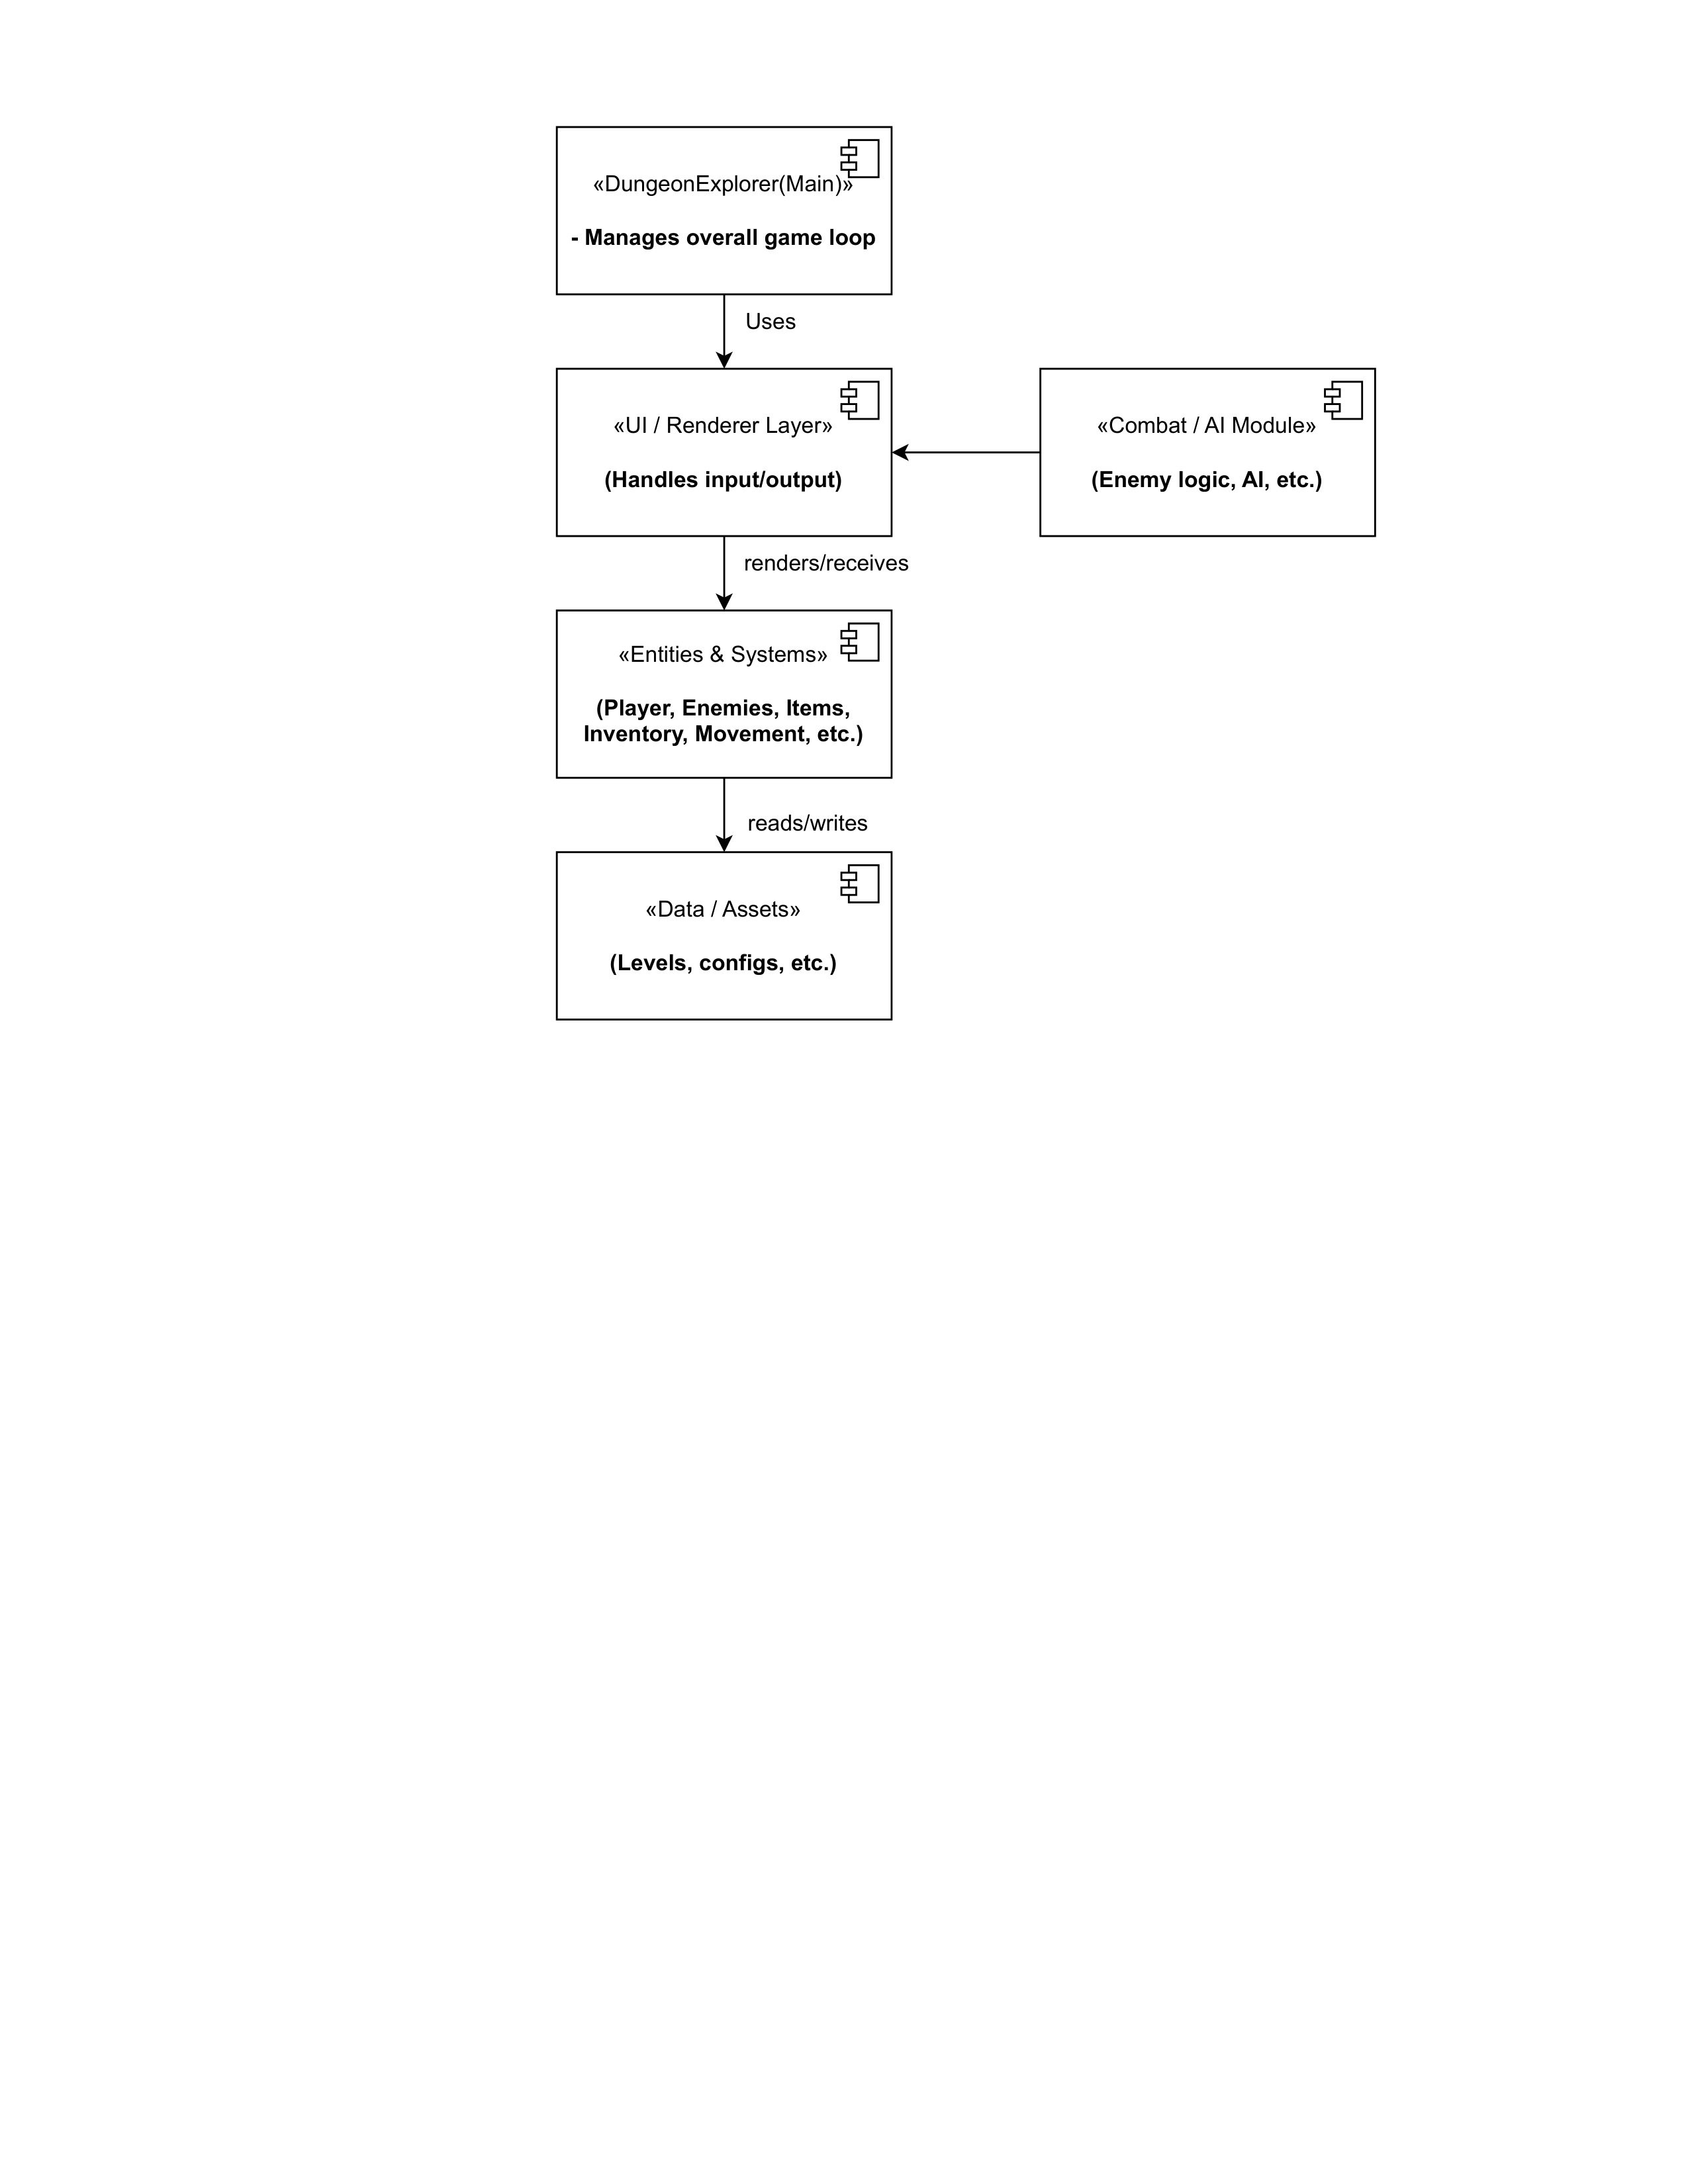 «DungeonExplorer(Main)»
- Manages overall game loop
Uses
«UI / Renderer Layer»
(Handles input/output)
«Combat / AI Module»
(Enemy logic, AI, etc.)
renders/receives
«Entities & Systems»
(Player, Enemies, Items,
Inventory, Movement, etc.)
reads/writes
«Data / Assets»
(Levels, configs, etc.)